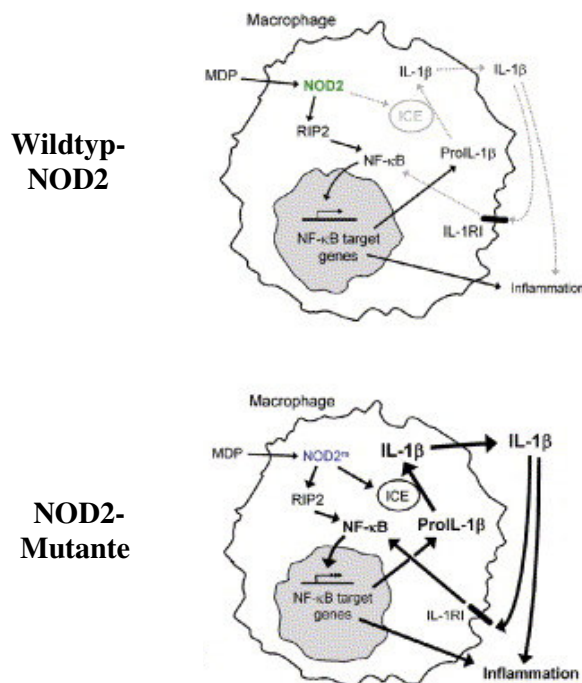 Macrophage
IL-1β
IL-1β
MDP
NOD2
ICE
Wildtyp-
NOD2
RIP2
NF-κB
ProIL-1β
IL-1RI
NF-κB target
genes
Inflammation
Macrophage
IL-1β
IL-1β
MDP
NOD2ᵐ
ICE
RIP2
NOD2-
Mutante
NF-κB
ProIL-1β
NF-κB target
genes
IL-1RI
Inflammation